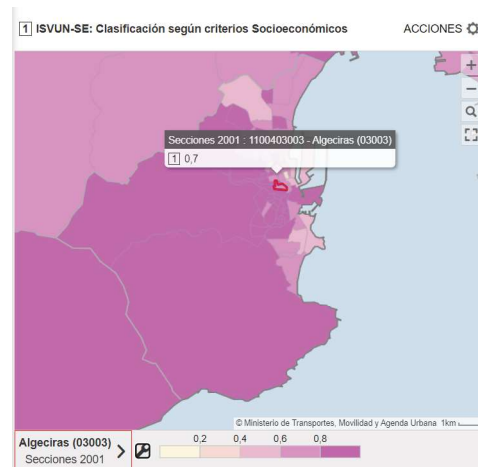 1 ISVUN-SE: Clasificación según criterios Socioeconómicos ACCIONES
Secciones 2001 : 1100403003 - Algeciras (03003)
1 0,7
© Ministerio de Transportes, Movilidad y Agenda Urbana 1km
Algeciras (03003)
Secciones 2001
0,2 0,4 0,6 0,8